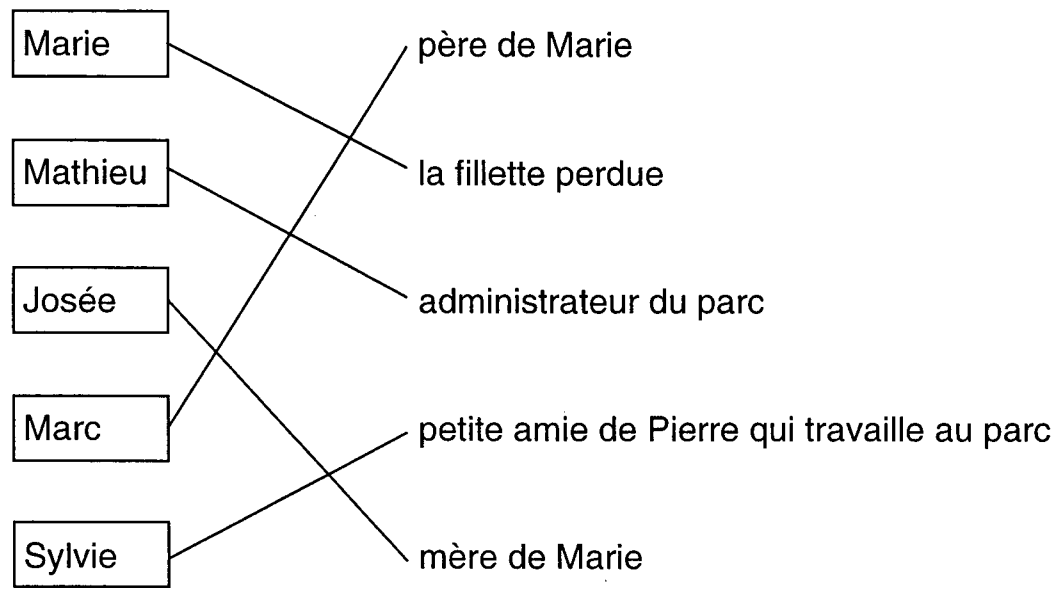 Marie père de Marie
Mathieu la fillette perdue
Josée administrateur du parc
Marc petite amie de Pierre qui travaille au parc
Sylvie mère de Marie